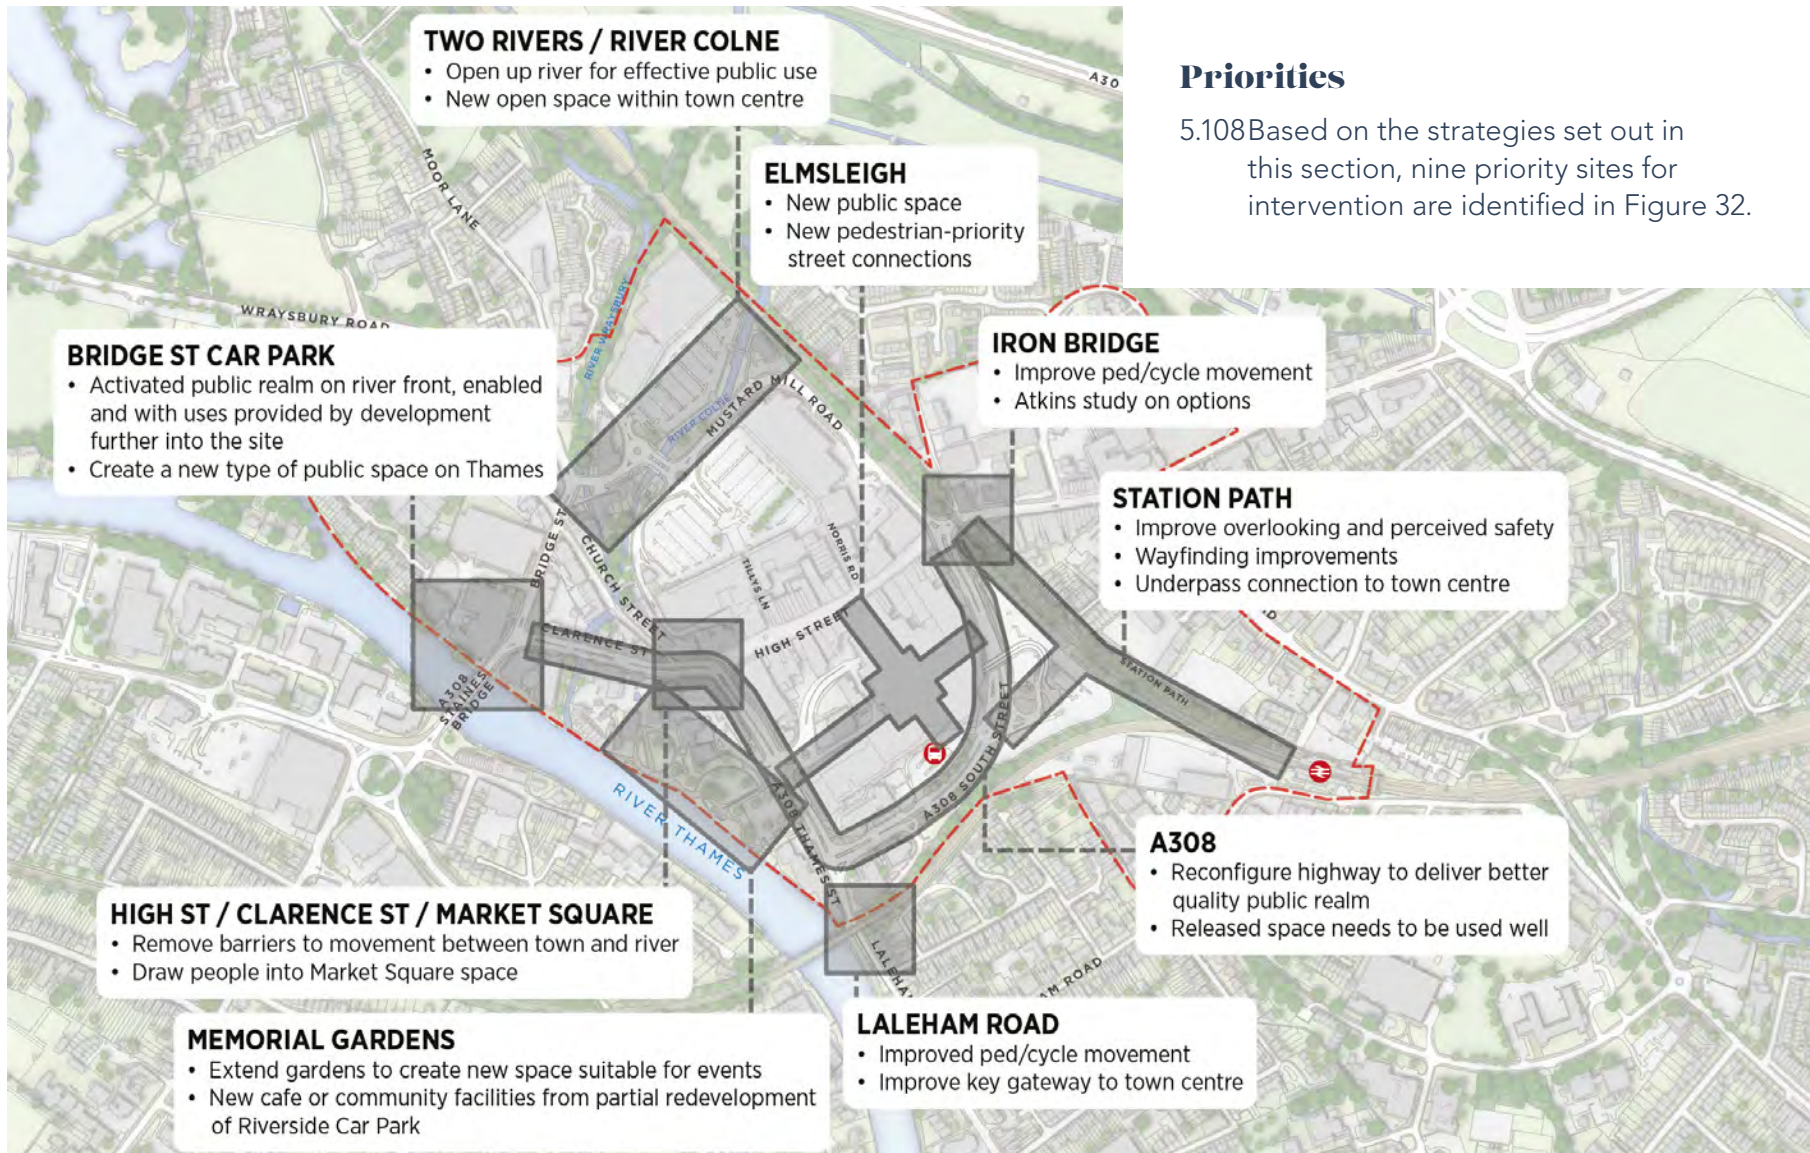 TWO RIVERS / RIVER COLNE
• Open up river for effective public use
• New open space within town centre
A30
Priorities
5.108Based on the strategies set out in
this section, nine priority sites for
intervention are identified in Figure 32.
ELMSLEIGH
• New public space
• New pedestrian-priority
street connections
MOOR LANE
WRAYSBURY ROAD
RIVER WRAYSBURY
BRIDGE ST CAR PARK
• Activated public realm on river front, enabled
and with uses provided by development
further into the site
• Create a new type of public space on Thames
IRON BRIDGE
• Improve ped/cycle movement
• Atkins study on options
RIVER COLNE
MUSTARD MILL ROAD
STATION PATH
• Improve overlooking and perceived safety
• Wayfinding improvements
• Underpass connection to town centre
BRIDGE ST
CHURCH STREET
TILLYS LN
NORRIS RD
HIGH STREET
CLARENCE ST
A308
STAINES
BRIDGE
STATION PATH
A308 SOUTH STREET
A308 THAMES ST
RIVER THAMES
A308
• Reconfigure highway to deliver better
quality public realm
• Released space needs to be used well
HIGH ST / CLARENCE ST / MARKET SQUARE
• Remove barriers to movement between town and river
• Draw people into Market Square space
MEMORIAL GARDENS
• Extend gardens to create new space suitable for events
• New cafe or community facilities from partial redevelopment
of Riverside Car Park
LALEHAM ROAD
• Improved ped/cycle movement
• Improve key gateway to town centre